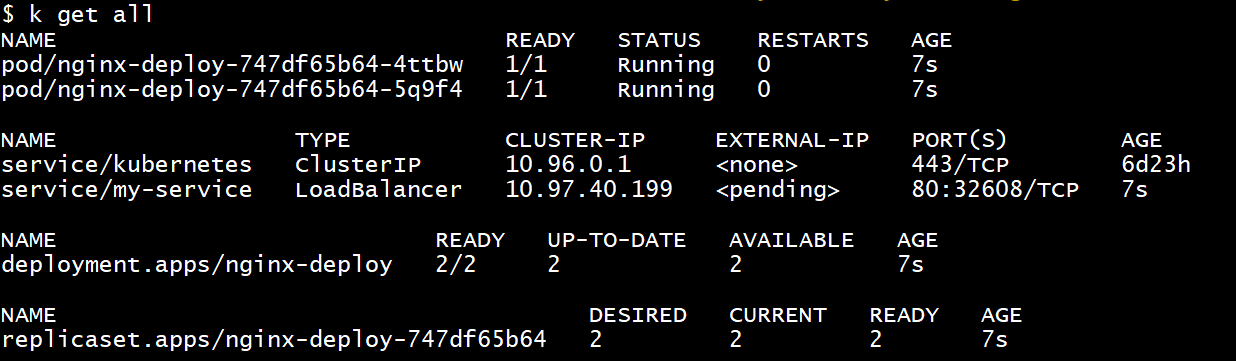 $ k get all
NAME READY STATUS RESTARTS AGE
pod/nginx-deploy-747df65b64-4ttbw 1/1 Running 0 7s
pod/nginx-deploy-747df65b64-5q9f4 1/1 Running 0 7s
NAME TYPE CLUSTER-IP EXTERNAL-IP PORT(S) AGE
service/kubernetes ClusterIP 10.96.0.1 <none> 443/TCP 6d23h
service/my-service LoadBalancer 10.97.40.199 <pending> 80:32608/TCP 7s
NAME READY UP-TO-DATE AVAILABLE AGE
deployment.apps/nginx-deploy 2/2 2 2 7s
NAME DESIRED CURRENT READY AGE
replicaset.apps/nginx-deploy-747df65b64 2 2 2 7s